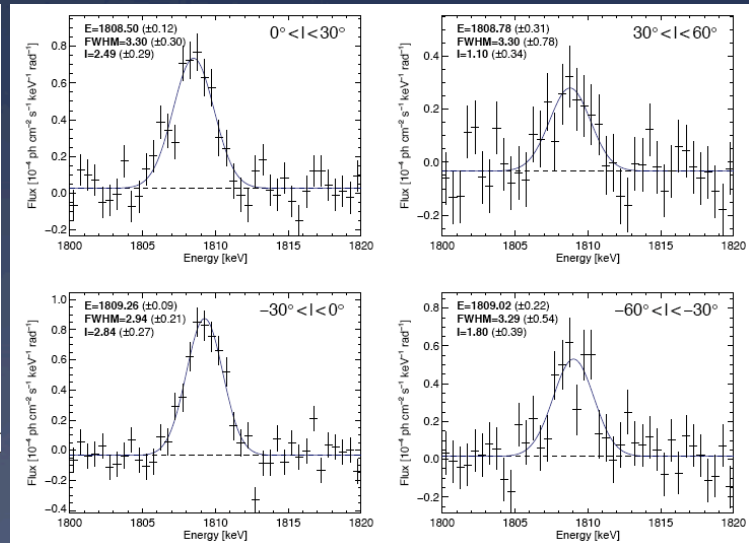 E=1808.50 (±0.12)
FWHM=3.30 (±0.30)
I=2.49 (±0.29)
0°<l<30°
0.8
0.6
0.4
0.2
0.0
−0.2
Flux [10⁻⁴ ph cm⁻² s⁻¹ keV⁻¹ rad⁻¹]
1800 1805 1810 1815 1820
Energy [keV]
E=1808.78 (±0.31)
FWHM=3.30 (±0.78)
I=1.10 (±0.34)
30°<l<60°
0.4
0.2
0.0
−0.2
Flux [10⁻⁴ ph cm⁻² s⁻¹ keV⁻¹ rad⁻¹]
1800 1805 1810 1815 1820
Energy [keV]
E=1809.26 (±0.09)
FWHM=2.94 (±0.21)
I=2.84 (±0.27)
−30°<l<0°
1.0
0.8
0.6
0.4
0.2
0.0
−0.2
−0.4
Flux [10⁻⁴ ph cm⁻² s⁻¹ keV⁻¹ rad⁻¹]
1800 1805 1810 1815 1820
Energy [keV]
E=1809.02 (±0.22)
FWHM=3.29 (±0.54)
I=1.80 (±0.39)
−60°<l<−30°
0.8
0.6
0.4
0.2
0.0
−0.2
Flux [10⁻⁴ ph cm⁻² s⁻¹ keV⁻¹ rad⁻¹]
1800 1805 1810 1815 1820
Energy [keV]